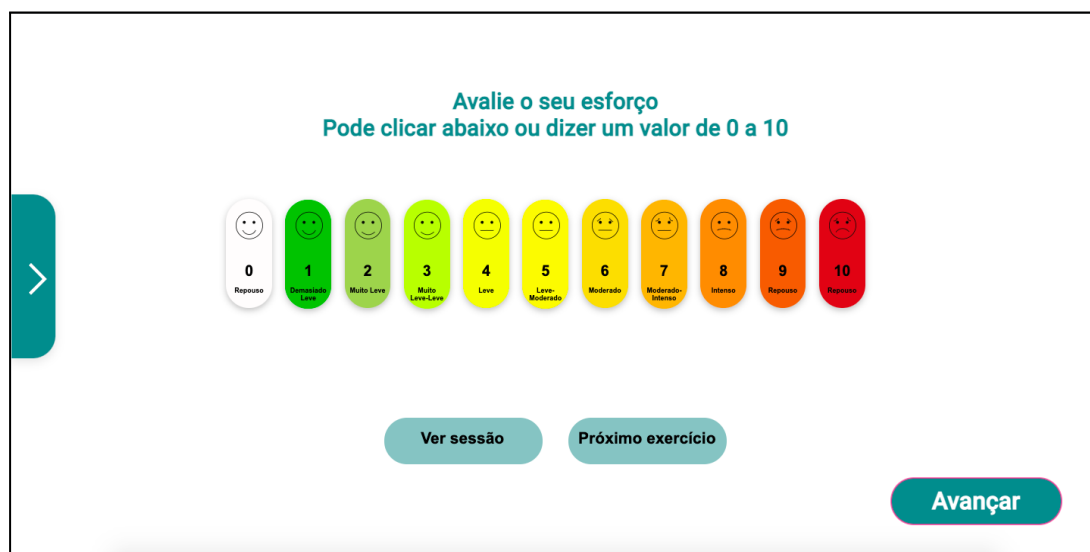 Avalie o seu esforço
Pode clicar abaixo ou dizer um valor de 0 a 10
0 1 2 3 4 5 6 7 8 9 10
Repouso Demasiado Leve Muito Leve Muito Leve-Leve Leve Leve-Moderado Moderado Moderado-Intenso Intenso Repouso Repouso
Ver sessão Próximo exercício
Avançar